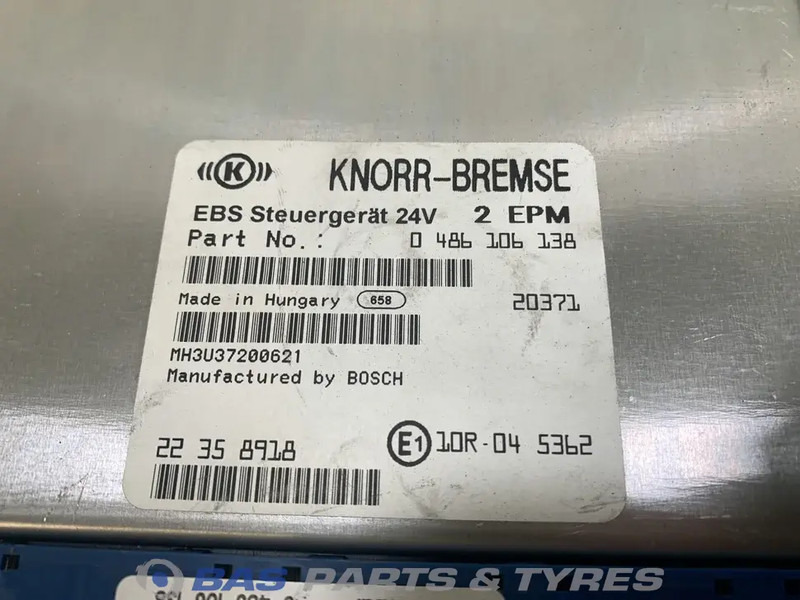 K KNORR-BREMSE
EBS Steuergerät 24V 2 EPM
Part No.: 0 486 106 138
Made in Hungary 658 20371
MH3U37200621
Manufactured by BOSCH
22 35 8918 E1 10R-04 5362
BAS PARTS & TYRES